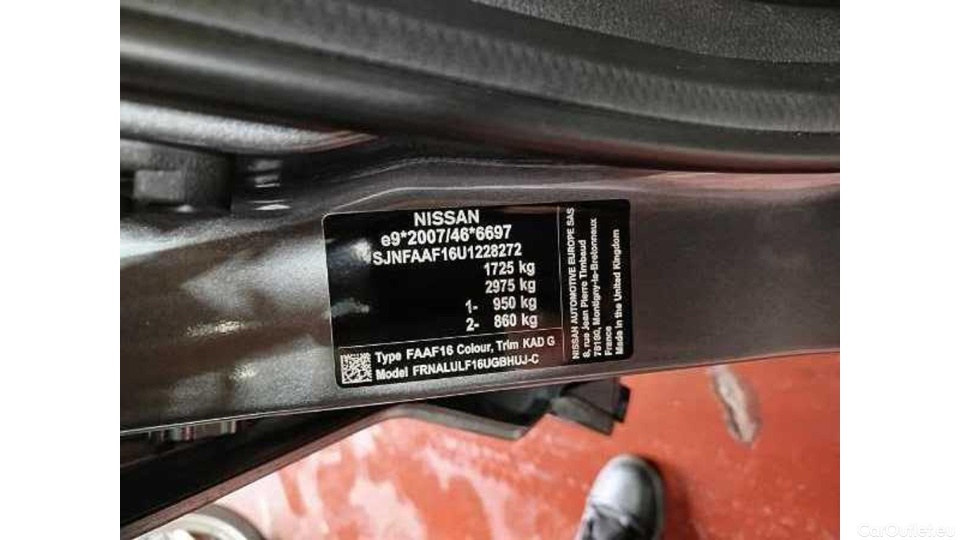 NISSAN
e9*2007/46*6697
SJNFAAF16U1228272
1725 kg
2975 kg
1- 950 kg
2- 860 kg
Type FAAF16 Colour, Trim KAD G
Model FRNALULF16UGBHUJ-C
NISSAN AUTOMOTIVE EUROPE SAS
8, rue Jean Pierre Timbaud
78180, Montigny-le-Bretonneux
France
Made in the United Kingdom
CarOutlet.eu